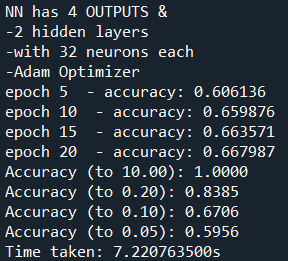 NN has 4 OUTPUTS &
-2 hidden layers
-with 32 neurons each
-Adam Optimizer
epoch 5  - accuracy: 0.606136
epoch 10  - accuracy: 0.659876
epoch 15  - accuracy: 0.663571
epoch 20  - accuracy: 0.667987
Accuracy (to 10.00): 1.0000
Accuracy (to 0.20): 0.8385
Accuracy (to 0.10): 0.6706
Accuracy (to 0.05): 0.5956
Time taken: 7.220763500s